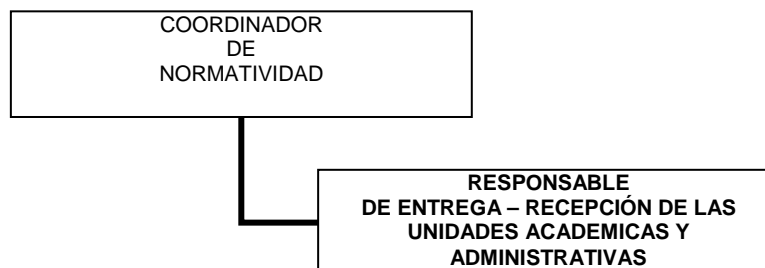 COORDINADOR
DE
NORMATIVIDAD
RESPONSABLE
DE ENTREGA – RECEPCIÓN DE LAS
UNIDADES ACADEMICAS Y
ADMINISTRATIVAS